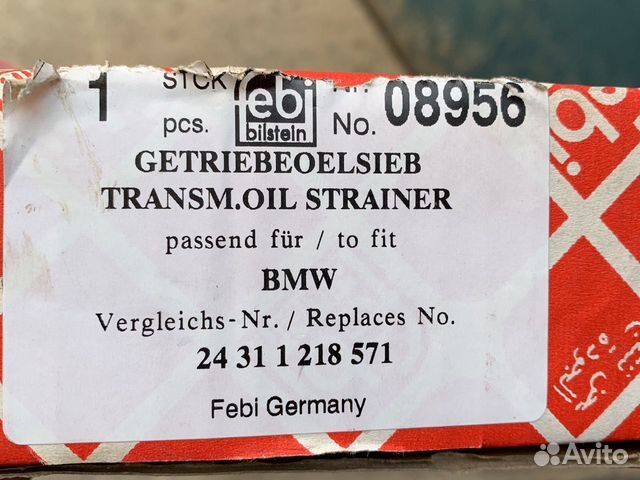 1 STCK febi Nr. 08956
pcs. bilstein No.
GETRIEBEOELSIEB
TRANSM.OIL STRAINER
passend für / to fit
BMW
Vergleichs-Nr. / Replaces No.
24 31 1 218 571
Febi Germany
Avito